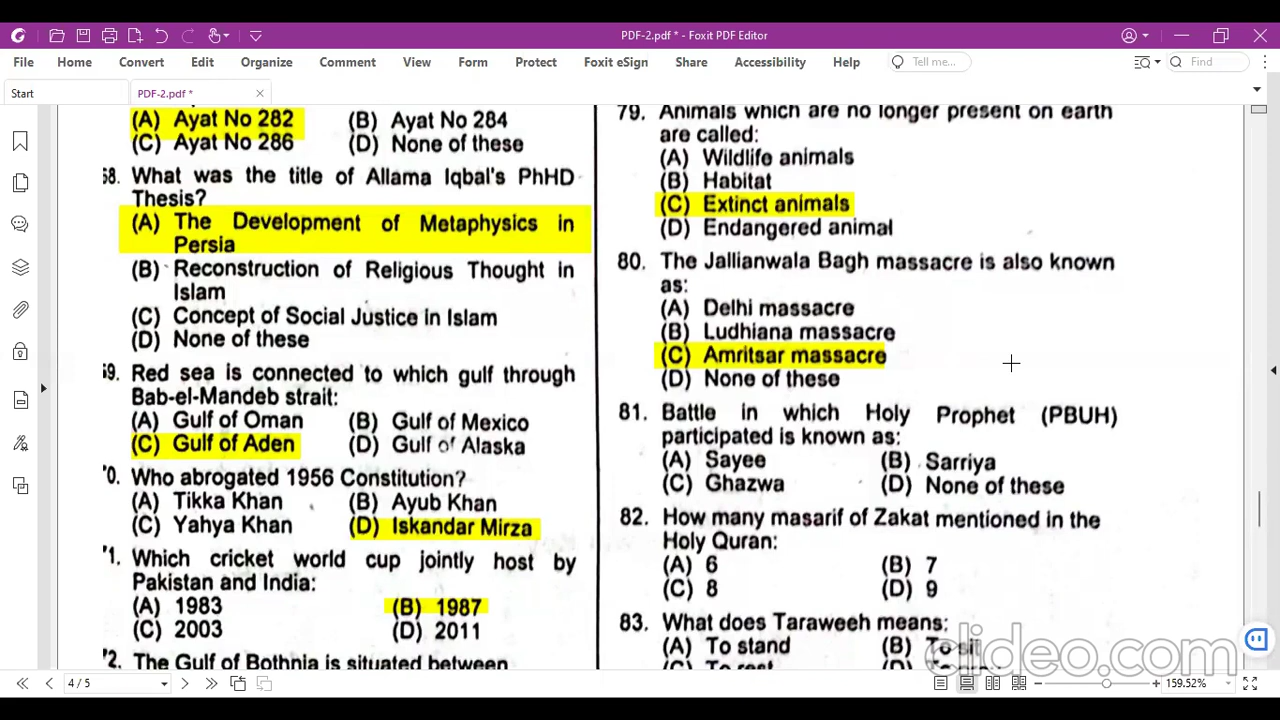 PDF-2.pdf * - Foxit PDF Editor
File Home Convert Edit Organize Comment View Form Protect Foxit eSign Share Accessibility Help Tell me... Find
Start PDF-2.pdf *
(A) Ayat No 282 (B) Ayat No 284
(C) Ayat No 286 (D) None of these
68. What was the title of Allama Iqbal's PhHD
Thesis?
(A) The Development of Metaphysics in
Persia
(B) Reconstruction of Religious Thought in
Islam
(C) Concept of Social Justice in Islam
(D) None of these
69. Red sea is connected to which gulf through
Bab-el-Mandeb strait:
(A) Gulf of Oman (B) Gulf of Mexico
(C) Gulf of Aden (D) Gulf of Alaska
70. Who abrogated 1956 Constitution?
(A) Tikka Khan (B) Ayub Khan
(C) Yahya Khan (D) Iskandar Mirza
71. Which cricket world cup jointly host by
Pakistan and India:
(A) 1983 (B) 1987
(C) 2003 (D) 2011
72. The Gulf of Bothnia is situated between
79. Animals which are no longer present on earth
are called:
(A) Wildlife animals
(B) Habitat
(C) Extinct animals
(D) Endangered animal
80. The Jallianwala Bagh massacre is also known
as:
(A) Delhi massacre
(B) Ludhiana massacre
(C) Amritsar massacre
(D) None of these
81. Battle in which Holy Prophet (PBUH)
participated is known as:
(A) Sayee (B) Sarriya
(C) Ghazwa (D) None of these
82. How many masarif of Zakat mentioned in the
Holy Quran:
(A) 6 (B) 7
(C) 8 (D) 9
83. What does Taraweeh means:
(A) To stand (B) To sit
(C) To rest (D)
clideo.com
4 / 5 159.52%